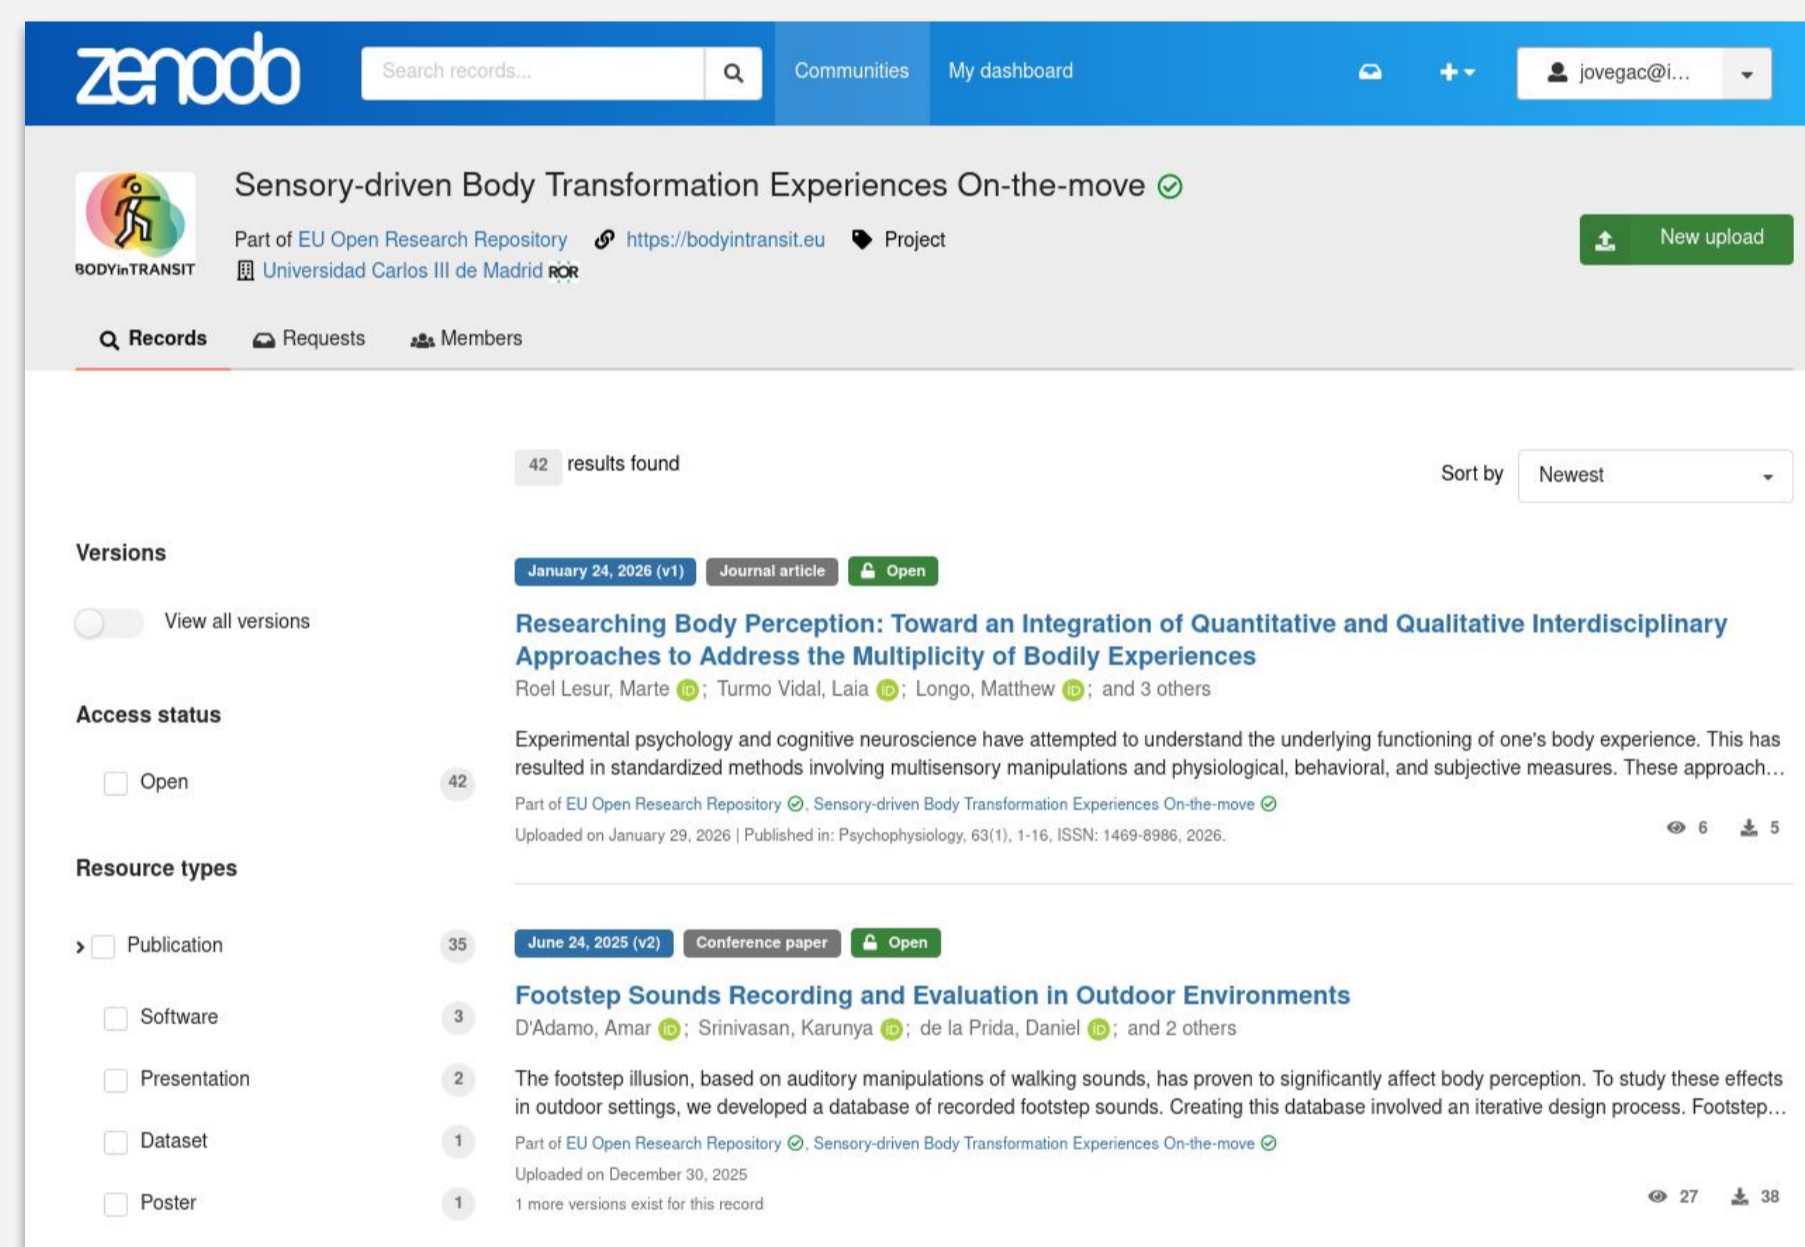 zenodo
Search records...
Communities
My dashboard
jovegac@i...
BODYinTRANSIT
Sensory-driven Body Transformation Experiences On-the-move
Part of EU Open Research Repository https://bodyintransit.eu Project
Universidad Carlos III de Madrid ROR
New upload
Records
Requests
Members
42 results found
Sort by Newest
Versions
View all versions
Access status
Open 42
Resource types
Publication 35
Software 3
Presentation 2
Dataset 1
Poster 1
January 24, 2026 (v1) Journal article Open
Researching Body Perception: Toward an Integration of Quantitative and Qualitative Interdisciplinary
Approaches to Address the Multiplicity of Bodily Experiences
Roel Lesur, Marte iD; Turmo Vidal, Laia iD; Longo, Matthew iD; and 3 others
Experimental psychology and cognitive neuroscience have attempted to understand the underlying functioning of one's body experience. This has
resulted in standardized methods involving multisensory manipulations and physiological, behavioral, and subjective measures. These approach...
Part of EU Open Research Repository, Sensory-driven Body Transformation Experiences On-the-move
Uploaded on January 29, 2026 | Published in: Psychophysiology, 63(1), 1-16, ISSN: 1469-8986, 2026.
6 5
June 24, 2025 (v2) Conference paper Open
Footstep Sounds Recording and Evaluation in Outdoor Environments
D'Adamo, Amar iD; Srinivasan, Karunya iD; de la Prida, Daniel iD; and 2 others
The footstep illusion, based on auditory manipulations of walking sounds, has proven to significantly affect body perception. To study these effects
in outdoor settings, we developed a database of recorded footstep sounds. Creating this database involved an iterative design process. Footstep...
Part of EU Open Research Repository, Sensory-driven Body Transformation Experiences On-the-move
Uploaded on December 30, 2025
1 more versions exist for this record
27 38